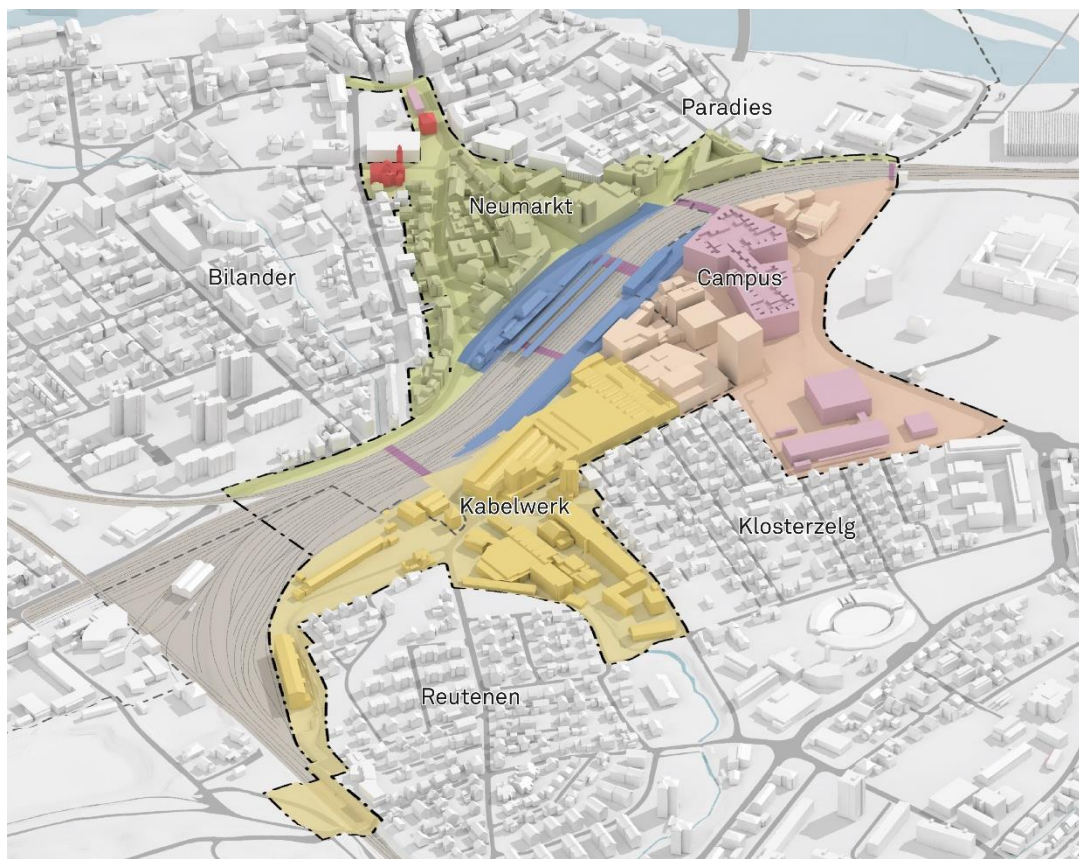 Paradies
Neumarkt
Bilander
Campus
Kabelwerk
Klosterzelg
Reutenen